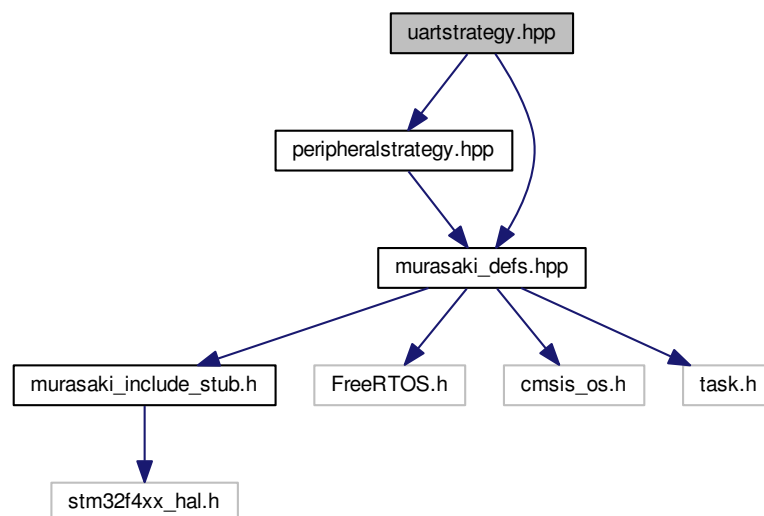 uartstrategy.hpp
peripheralstrategy.hpp
murasaki_defs.hpp
murasaki_include_stub.h
FreeRTOS.h
cmsis_os.h
task.h
stm32f4xx_hal.h